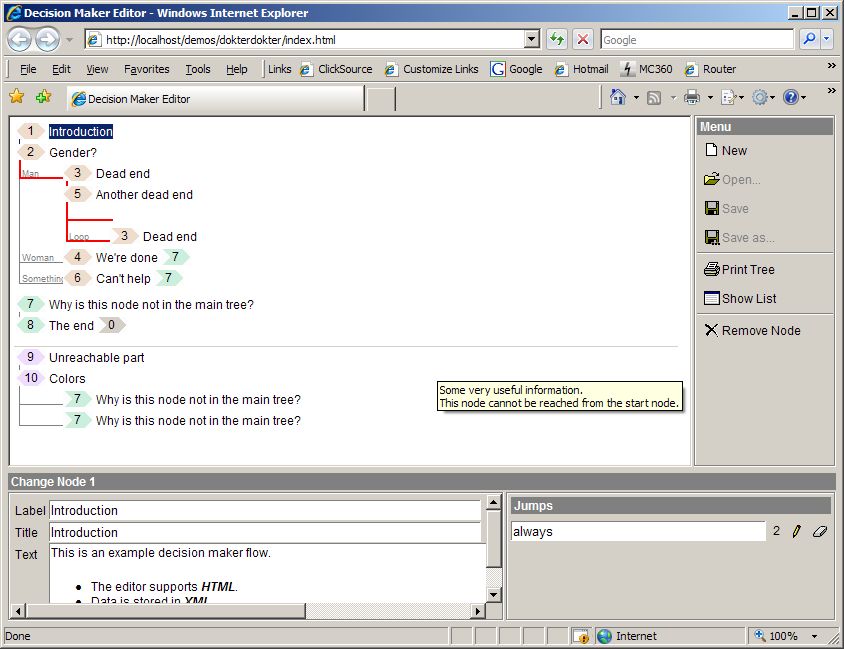 Decision Maker Editor - Windows Internet Explorer
http://localhost/demos/dokterdokter/index.html
Google
File Edit View Favorites Tools Help Links ClickSource Customize Links Google Hotmail MC360 Router
Decision Maker Editor
1 Introduction
2 Gender?
Man 3 Dead end
5 Another dead end
Loop 3 Dead end
Woman 4 We're done 7
Something 6 Can't help 7
7 Why is this node not in the main tree?
8 The end 0
9 Unreachable part
10 Colors
7 Why is this node not in the main tree?
7 Why is this node not in the main tree?
Some very useful information.
This node cannot be reached from the start node.
Menu
New
Open...
Save
Save as...
Print Tree
Show List
Remove Node
Change Node 1
Label Introduction
Title Introduction
Text This is an example decision maker flow.
• The editor supports HTML.
• Data is stored in XML
Jumps
always 2
Done Internet 100%